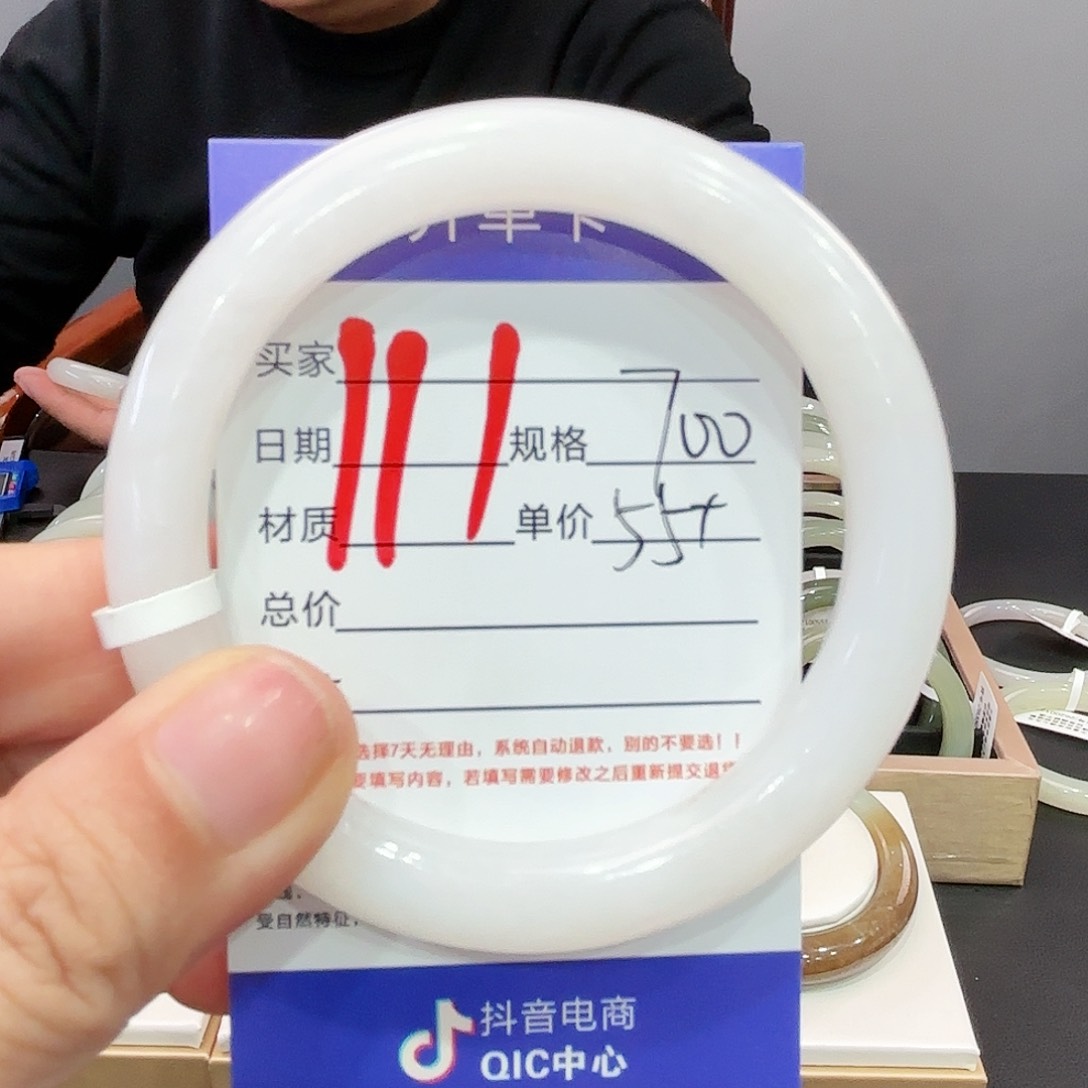 开单卡
买家
日期 规格 700
材质 单价 55+
总价
选择7天无理由，系统自动退款，别的不要选！！
要填写内容，若填写需要修改之后重新提交退货
受自然特征，
抖音电商
QIC中心